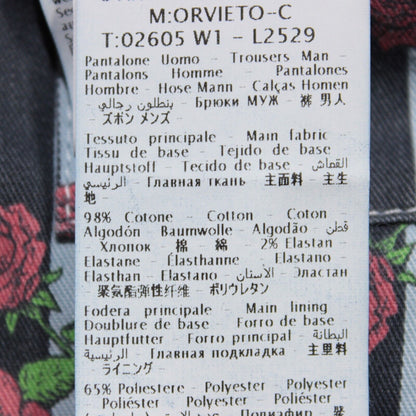 M:ORVIETO-C
T:02605 W1 - L2529
Pantalone Uomo - Trousers Man -
Pantalons Homme - Pantalones
Hombre - Hose Mann - Calças Homen
- بنطلون رجالي - Брюки МУЖ - 裤 男人
- ズボン メンズ -
Tessuto principale - Main fabric -
Tissu de base - Tejido de base -
Hauptstoff - Tecido de base - القماش
الرئيسي - Главная ткань - 主面料 - 主生
地 -
98% Cotone - Cotton - Coton -
Algodón Baumwolle - Algodão - قطن
- Хлопок - 棉 - 綿 - 2% Elastan -
Elastane - Élasthanne - Elastano -
Elasthan - Elastano - الاستان - Эластан
聚氨酯弹性纤维 - ポリウレタン
Fodera principale - Main lining -
Doublure de base - Forro de base -
Hauptfutter - Forro principal - البطانة
الرئيسية - Главная подкладка - 主里料
- ライニング -
65% Poliestere - Polyester -
Polyester - Poliéster - Polyester -